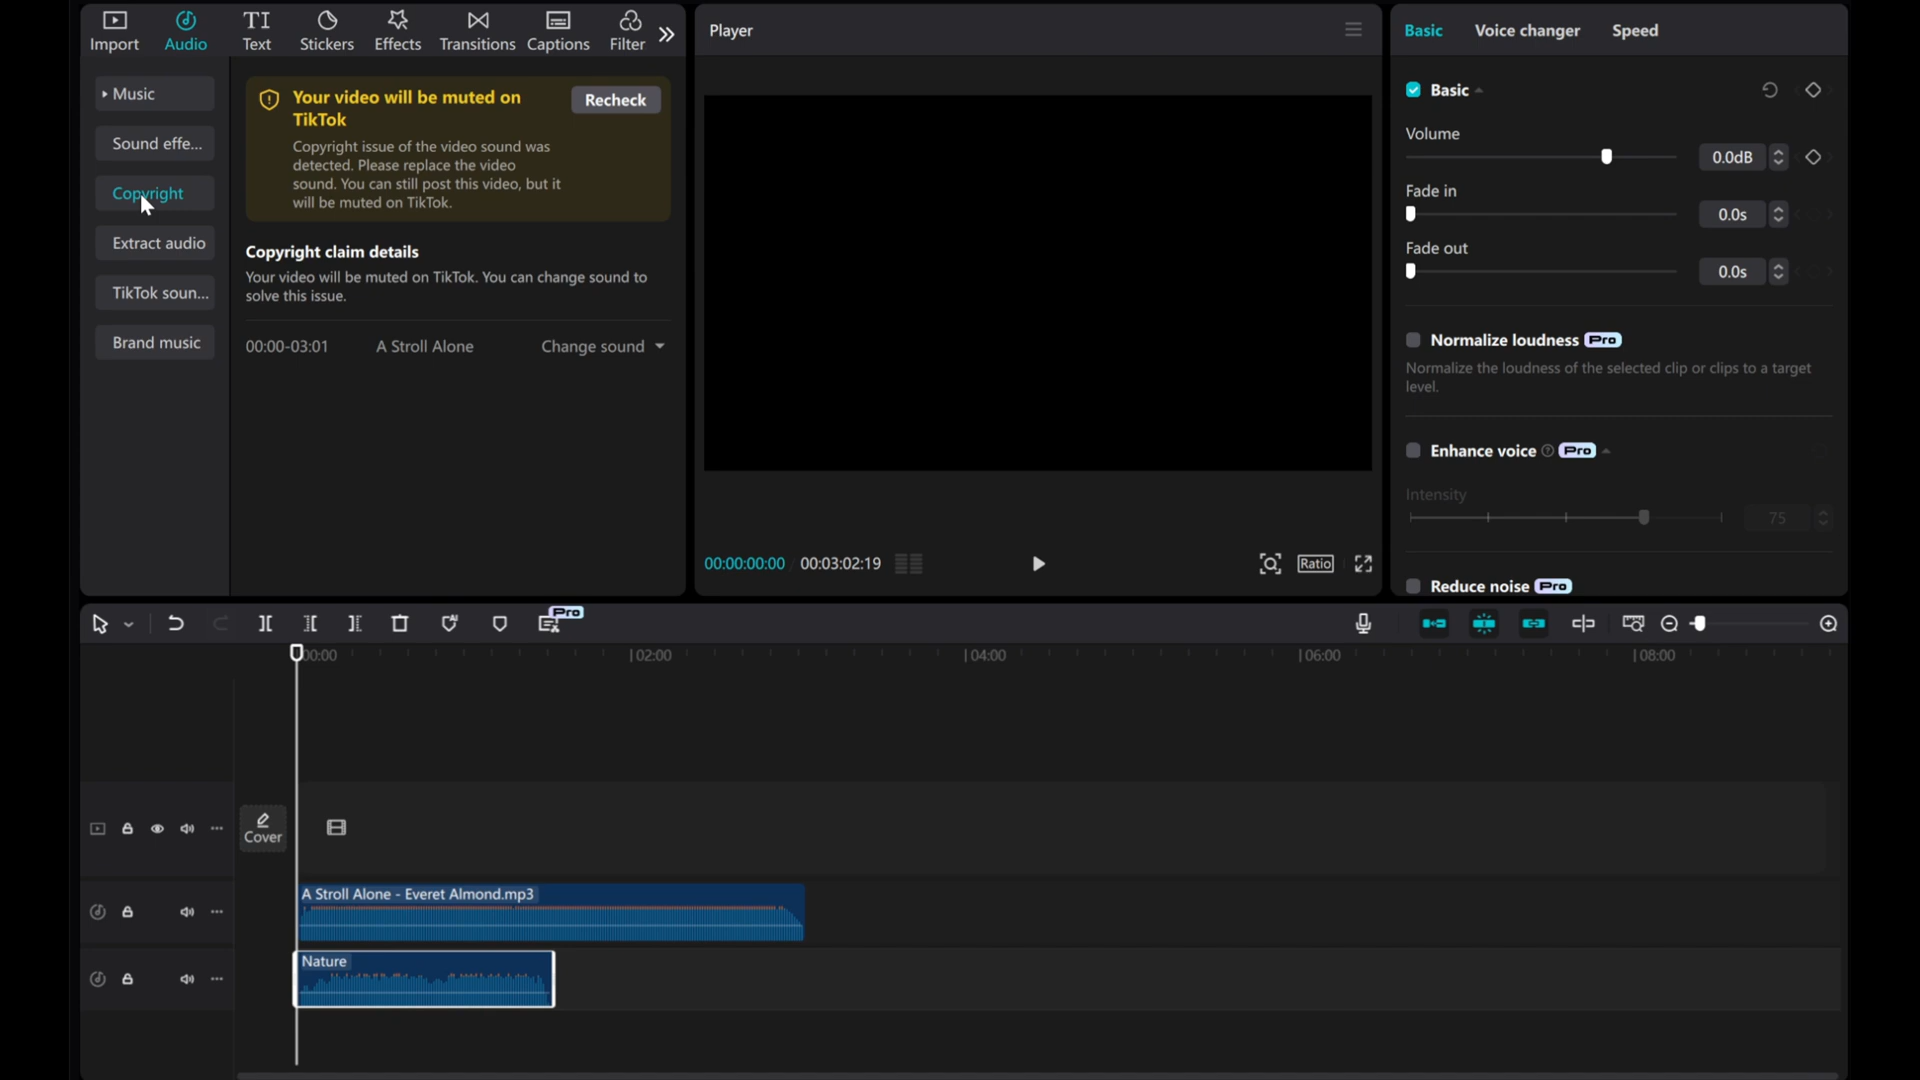 Import Audio Text Stickers Effects Transitions Captions Filter
Music
Sound effe...
Copyright
Extract audio
TikTok soun...
Brand music
Your video will be muted on
TikTok
Recheck
Copyright issue of the video sound was
detected. Please replace the video
sound. You can still post this video, but it
will be muted on TikTok.
Copyright claim details
Your video will be muted on TikTok. You can change sound to
solve this issue.
00:00-03:01 A Stroll Alone Change sound
Player
00:00:00:00 00:03:02:19
Ratio
Basic Voice changer Speed
Basic
Volume
0.0dB
Fade in
0.0s
Fade out
0.0s
Normalize loudness Pro
Normalize the loudness of the selected clip or clips to a target
level.
Enhance voice Pro
Intensity
75
Reduce noise Pro
Pro
00:00 02:00 04:00 06:00 08:00
Cover
A Stroll Alone - Everet Almond.mp3
Nature